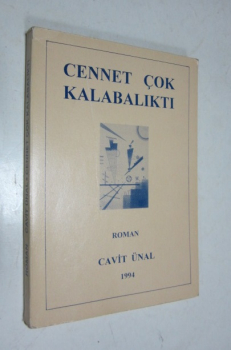 CENNET ÇOK
KALABALIKTI
ROMAN
CAVİT ÜNAL
1994